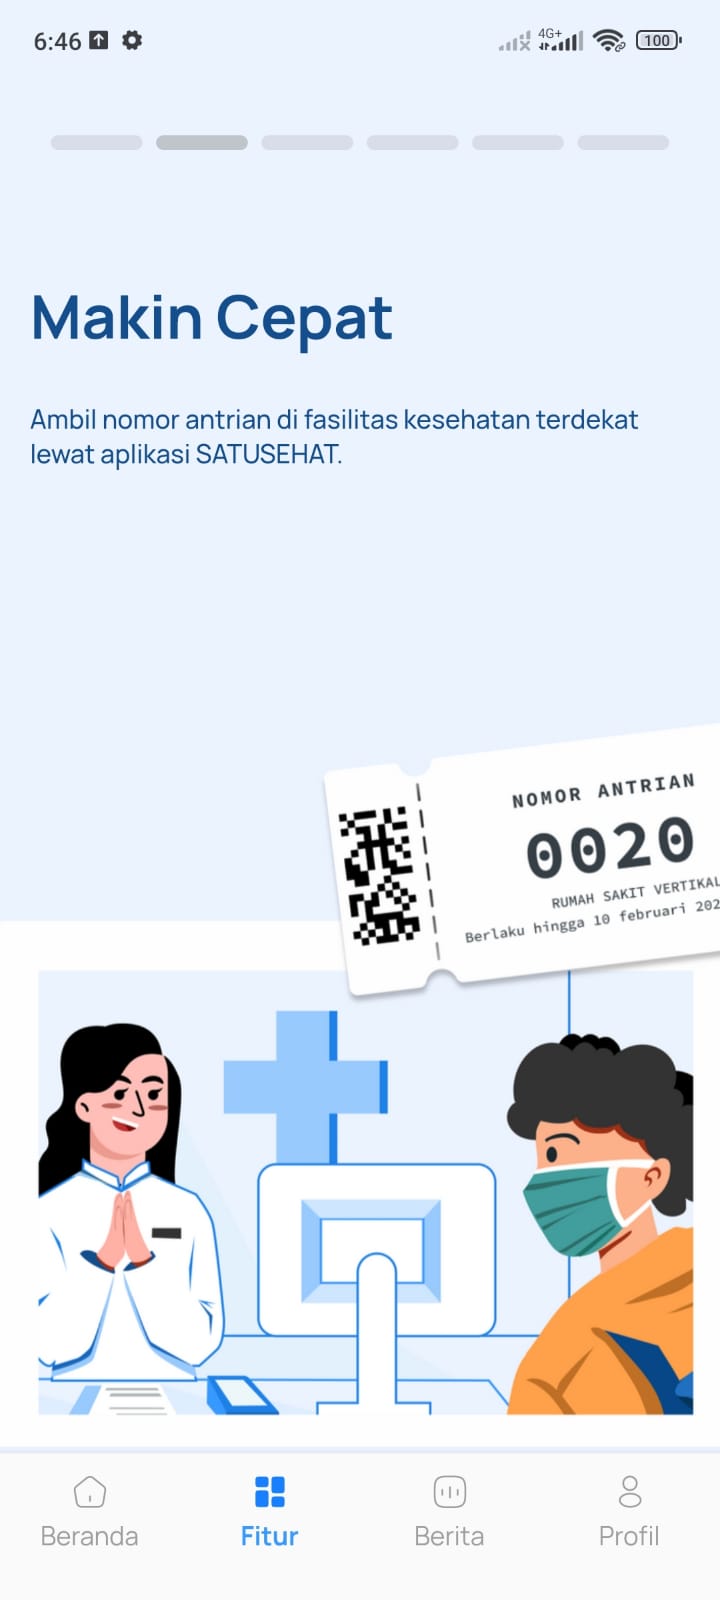 6:46
4G+
100
Makin Cepat
Ambil nomor antrian di fasilitas kesehatan terdekat
lewat aplikasi SATUSEHAT.
NOMOR ANTRIAN
0020
RUMAH SAKIT VERTIKAL
Berlaku hingga 10 februari 202
Beranda
Fitur
Berita
Profil